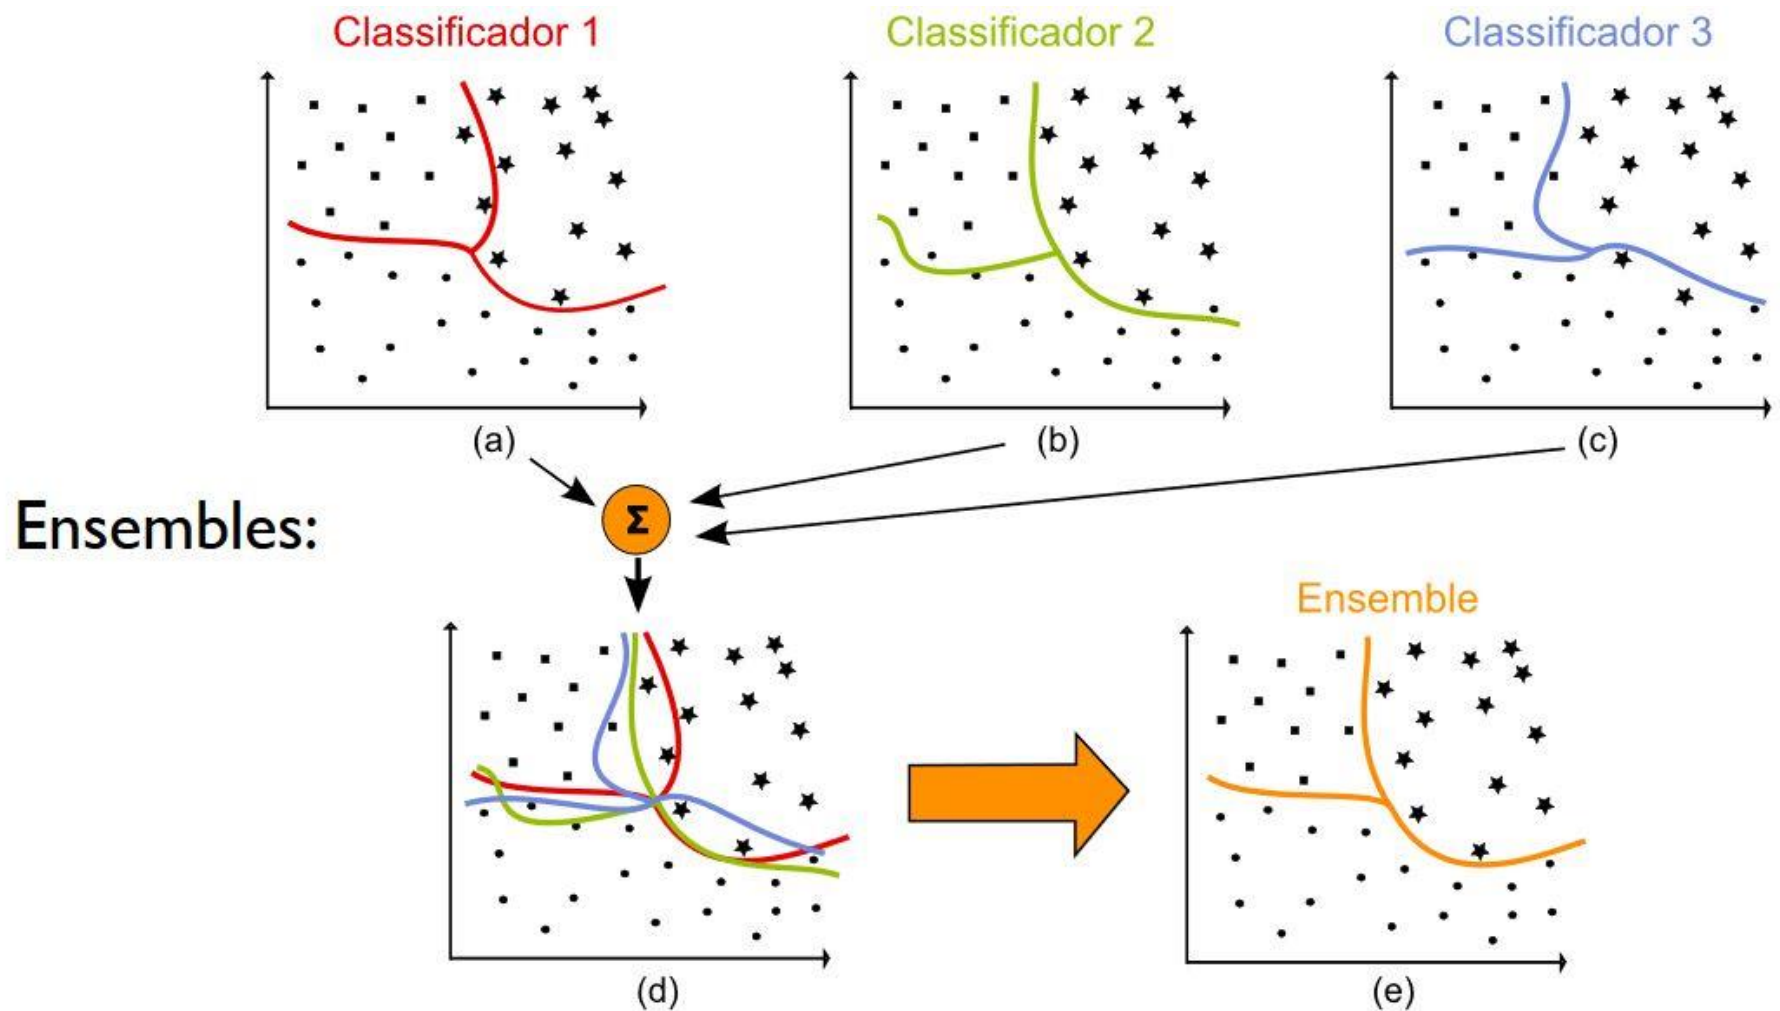 Classificador 1
Classificador 2
Classificador 3
(a)
(b)
(c)
Ensembles:
Σ
Ensemble
(d)
(e)